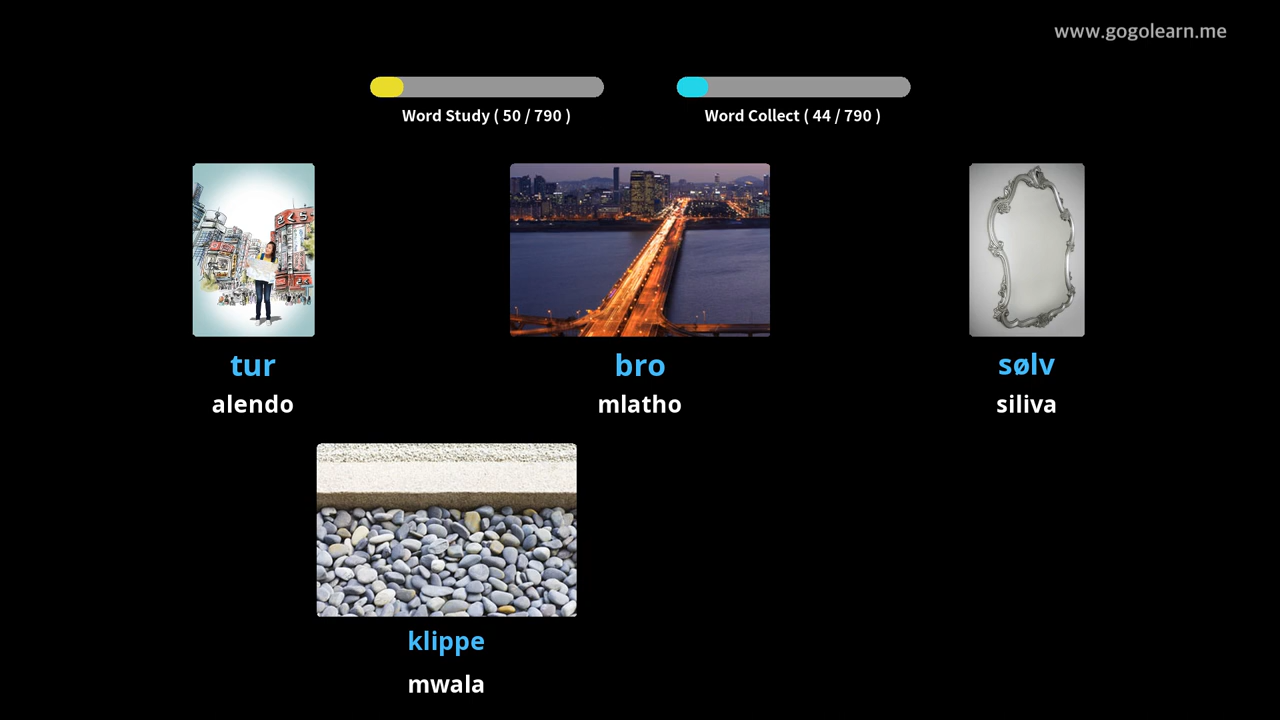 www.gogolearn.me
Word Study ( 50 / 790 )
Word Collect ( 44 / 790 )
tur
alendo
bro
mlatho
sølv
siliva
klippe
mwala